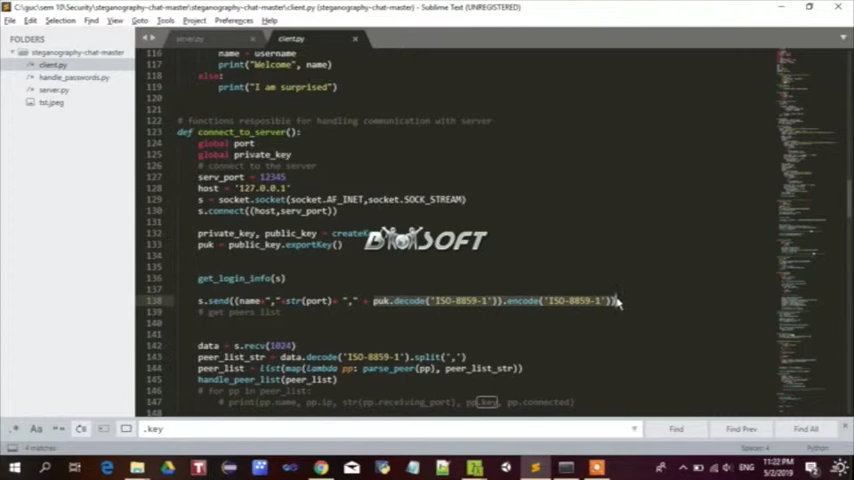 C:\guc\sem 10\Security\steganography-chat-master\steganography-chat-master\client.py (steganography-chat-master) - Sublime Text (UNREGISTERED)
File Edit Selection Find View Goto Tools Project Preferences Help
FOLDERS
steganography-chat-master
client.py
handle_passwords.py
server.py
txt.jpeg
server.py
client.py
116 name = username
117 print("Welcome", name)
118 else:
119 print("I am surprised")
120
121
122 # functions resposible for handling communication with server
123 def connect_to_server():
124 global port
125 global private_key
126 # connect to the server
127 serv_port = 12345
128 host = '127.0.0.1'
129 s = socket.socket(socket.AF_INET,socket.SOCK_STREAM)
130 s.connect((host,serv_port))
131
132 private_key, public_key =
133 puk = public_key.exportKey()
134
135
136 get_login_info(s)
137
138 s.send((name+","+str(port)+ "," + puk.decode('ISO-8859-1')).encode('ISO-8859-1'))
139 # get peers list
140
141
142 data = s.recv(1024)
143 peer_list_str = data.decode('ISO-8859-1').split(',')
144 peer_list = list(map(lambda pp: parse_peer(pp), peer_list_str))
145 handle_peer_list(peer_list)
146 # for pp in peer_list:
147 # print(pp.name, pp.ip, str(pp.receiving_port), pp.key, pp.connected)
148
.key
Find
Find Prev
Find All
4 matches
Spaces: 4
Python
ENG
11:02 PM
5/2/2019